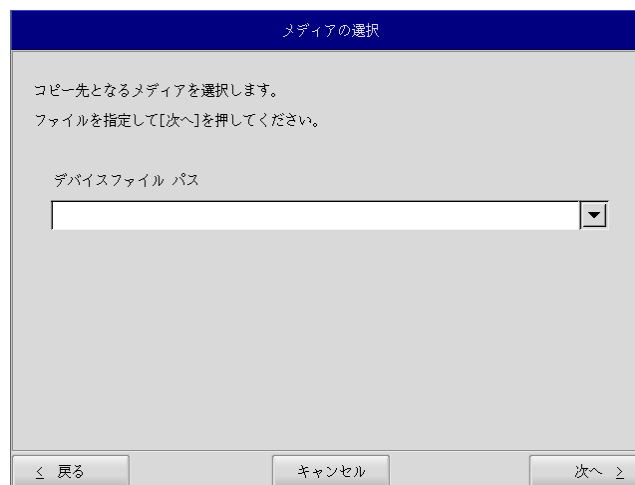 メディアの選択
コピー先となるメディアを選択します。
ファイルを指定して[次へ]を押してください。
デバイスファイル パス
≤ 戻る
キャンセル
次へ ≥